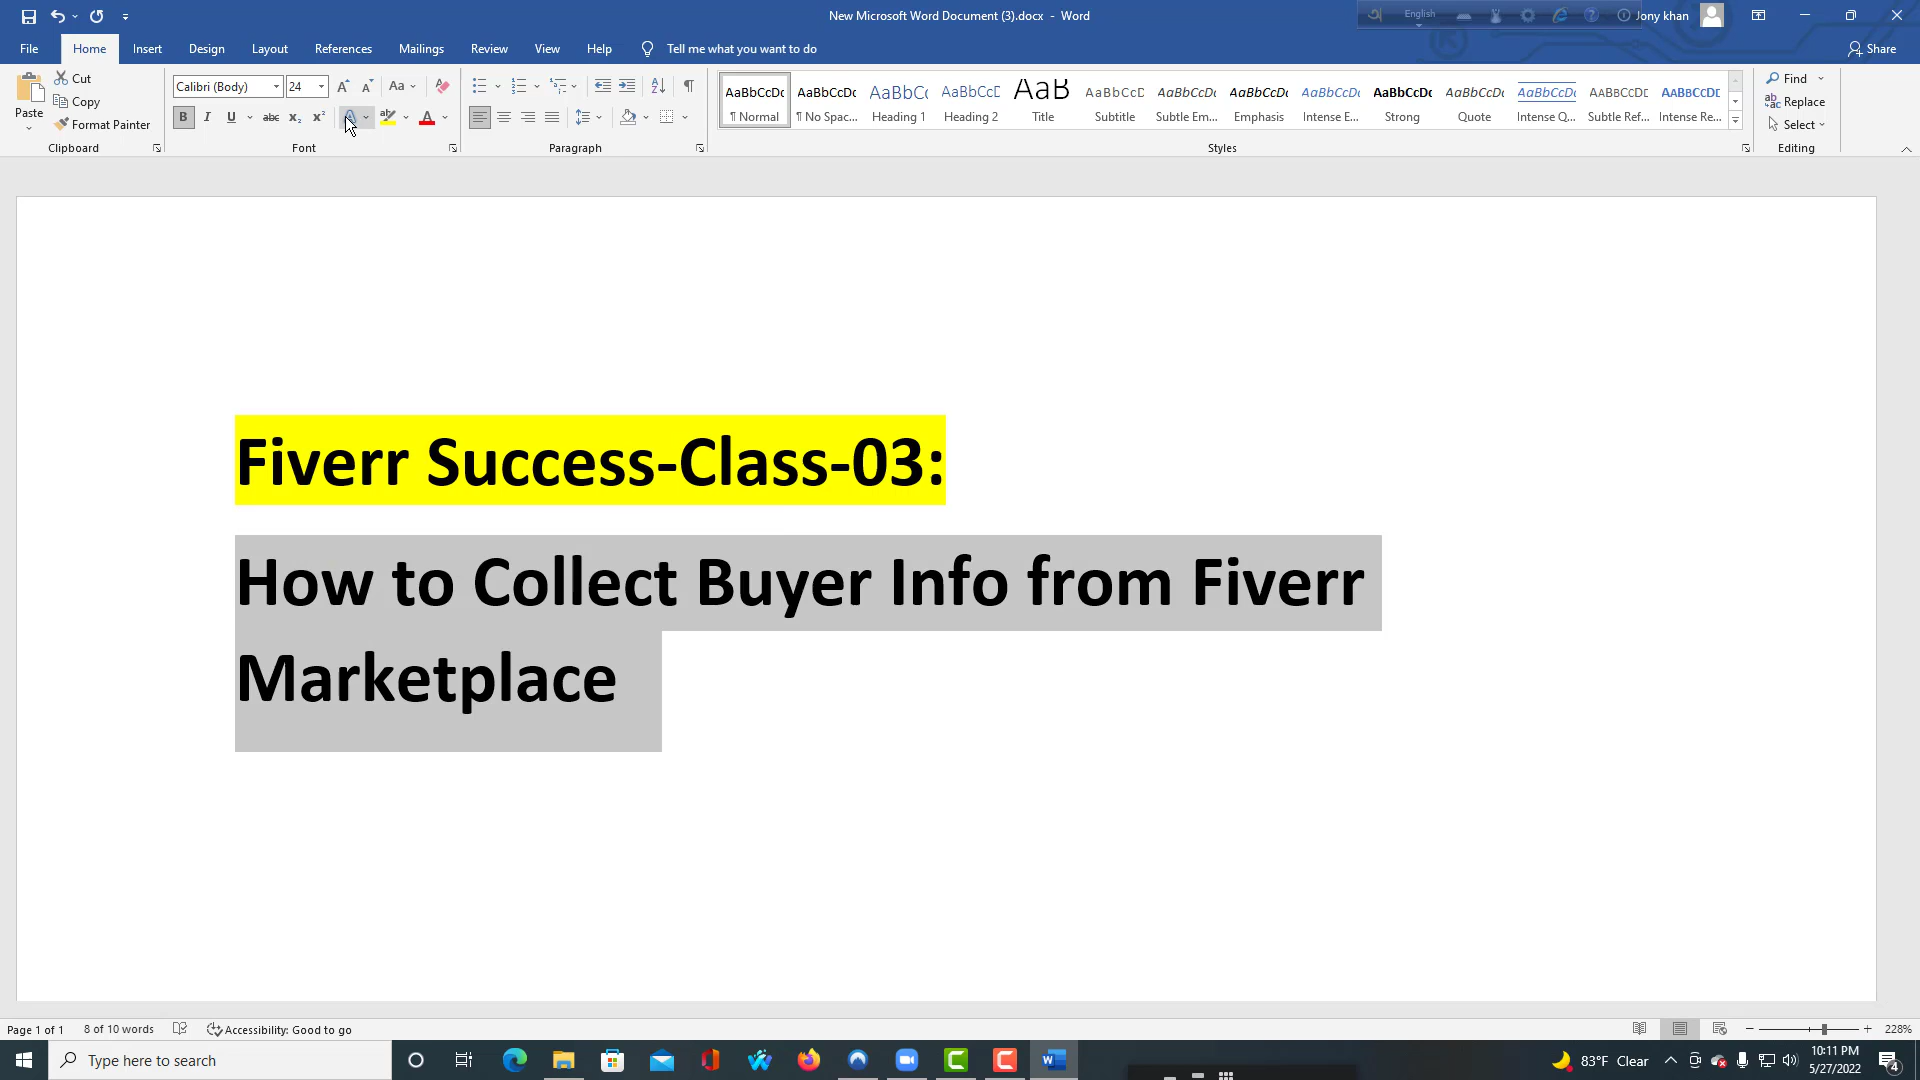 New Microsoft Word Document (3).docx - Word
English
Jony khan
File Home Insert Design Layout References Mailings Review View Help Tell me what you want to do
Share
Paste
Cut
Copy
Format Painter
Clipboard
Calibri (Body) 24
Aa
B I U abc x₂ x²
Font
Paragraph
AaBbCcDc AaBbCcDc AaBbCc AaBbCcE AaB AaBbCcD AaBbCcDc AaBbCcDc AaBbCcDc AaBbCcDc AaBbCcDc AaBbCcDc AABBCCDE AABBCCDE
¶ Normal ¶ No Spac... Heading 1 Heading 2 Title Subtitle Subtle Em... Emphasis Intense E... Strong Quote Intense Q... Subtle Ref... Intense Re...
Styles
Find
Replace
Select
Editing
Fiverr Success-Class-03:
How to Collect Buyer Info from Fiverr
Marketplace
Page 1 of 1 8 of 10 words Accessibility: Good to go
228%
Type here to search
83°F Clear
10:11 PM
5/27/2022
4